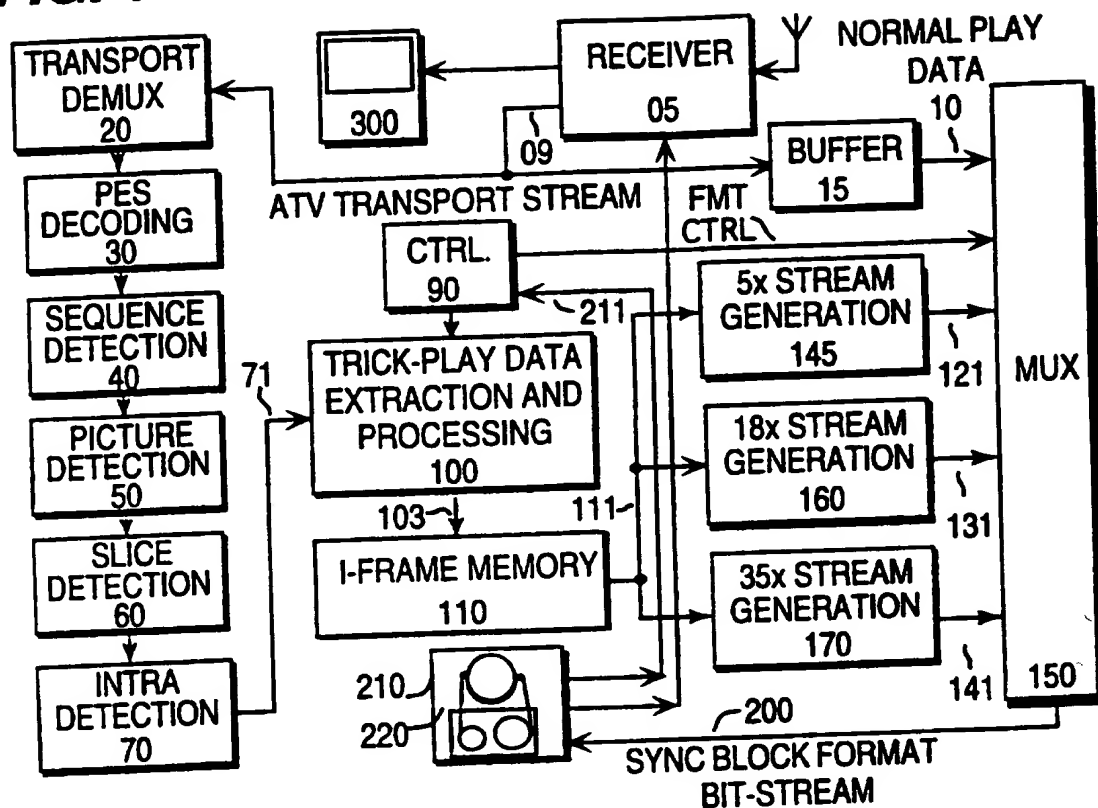 TRANSPORT
DEMUX
20
PES
DECODING
30
SEQUENCE
DETECTION
40
PICTURE
DETECTION
50
SLICE
DETECTION
60
INTRA
DETECTION
70
71
300
RECEIVER
05
09
ATV TRANSPORT STREAM
NORMAL PLAY
DATA
10
BUFFER
15
FMT
CTRL
CTRL.
90
211
TRICK-PLAY DATA
EXTRACTION AND
PROCESSING
100
103
111
I-FRAME MEMORY
110
5x STREAM
GENERATION
145
121
18x STREAM
GENERATION
160
131
35x STREAM
GENERATION
170
141
MUX
150
210
220
200
SYNC BLOCK FORMAT
BIT-STREAM